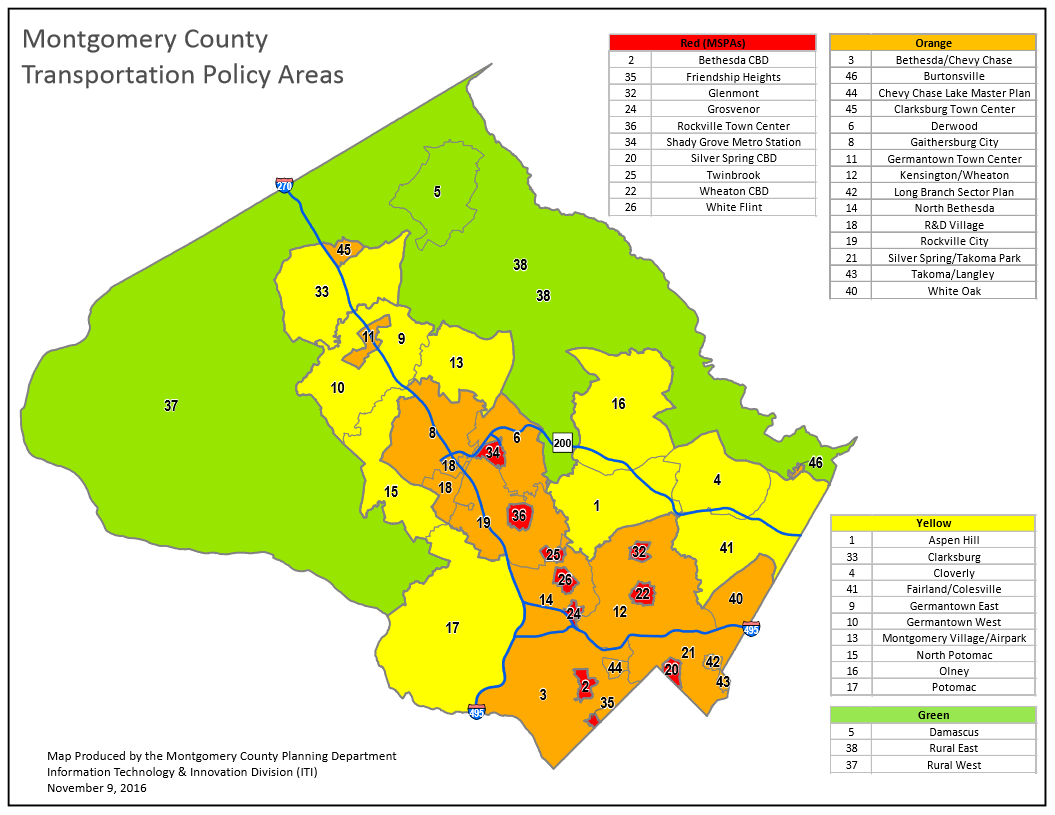 Montgomery County
Transportation Policy Areas
Red (MSPAs)
2 Bethesda CBD
35 Friendship Heights
32 Glenmont
24 Grosvenor
36 Rockville Town Center
34 Shady Grove Metro Station
20 Silver Spring CBD
25 Twinbrook
22 Wheaton CBD
26 White Flint
Orange
3 Bethesda/Chevy Chase
46 Burtonsville
44 Chevy Chase Lake Master Plan
45 Clarksburg Town Center
6 Derwood
8 Gaithersburg City
11 Germantown Town Center
12 Kensington/Wheaton
42 Long Branch Sector Plan
14 North Bethesda
18 R&D Village
19 Rockville City
21 Silver Spring/Takoma Park
43 Takoma/Langley
40 White Oak
270
5
45
38
33
38
11
9
13
10
37
16
8
6
200
34
18
46
18
4
15
1
36
19
41
25
32
26
22
14
40
24
12
17
495
21
44
42
20
43
2
3
35
495
Yellow
1 Aspen Hill
33 Clarksburg
4 Cloverly
41 Fairland/Colesville
9 Germantown East
10 Germantown West
13 Montgomery Village/Airpark
15 North Potomac
16 Olney
17 Potomac
Green
5 Damascus
38 Rural East
37 Rural West
Map Produced by the Montgomery County Planning Department
Information Technology & Innovation Division (ITI)
November 9, 2016